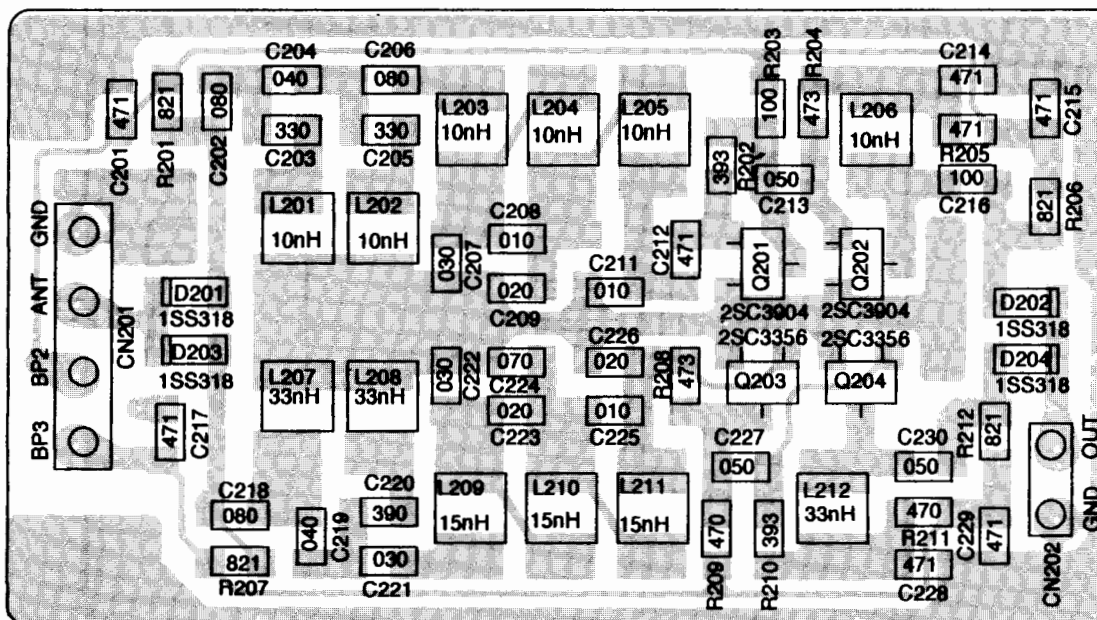 C204 C206 R203 R204 C214
040 080 471
471 821 080 L203 L204 L205 100 473 L206 471
10nH 10nH 10nH 10nH
330 330 471
C201 R201 C202 C203 C205 393 R202 R205 C215
050 100
C213 C216 821 R206
GND L201 L202 C208
10nH 10nH 010 C212 471 Q201 Q202
030 C207
ANT C211
D201 020 010 D202
1SS318 C209 2SC3904 2SC3904 1SS318
CN201 C226 2SC3356 2SC3356
D203 070 020 D204
1SS318 L207 L208 030 C222 C224 R208 473 Q203 Q204 1SS318
BP2 33nH 33nH
020 010
BP3 471 C217 C223 C225 C227 C230 R212 821 OUT
050 050
C218 C220 L209 L210 L211 L212
080 390 15nH 15nH 15nH 33nH 470
040 C219 470 393 R211 C229 471 GND
821 030 471
R207 C221 R209 R210 C228 CN202